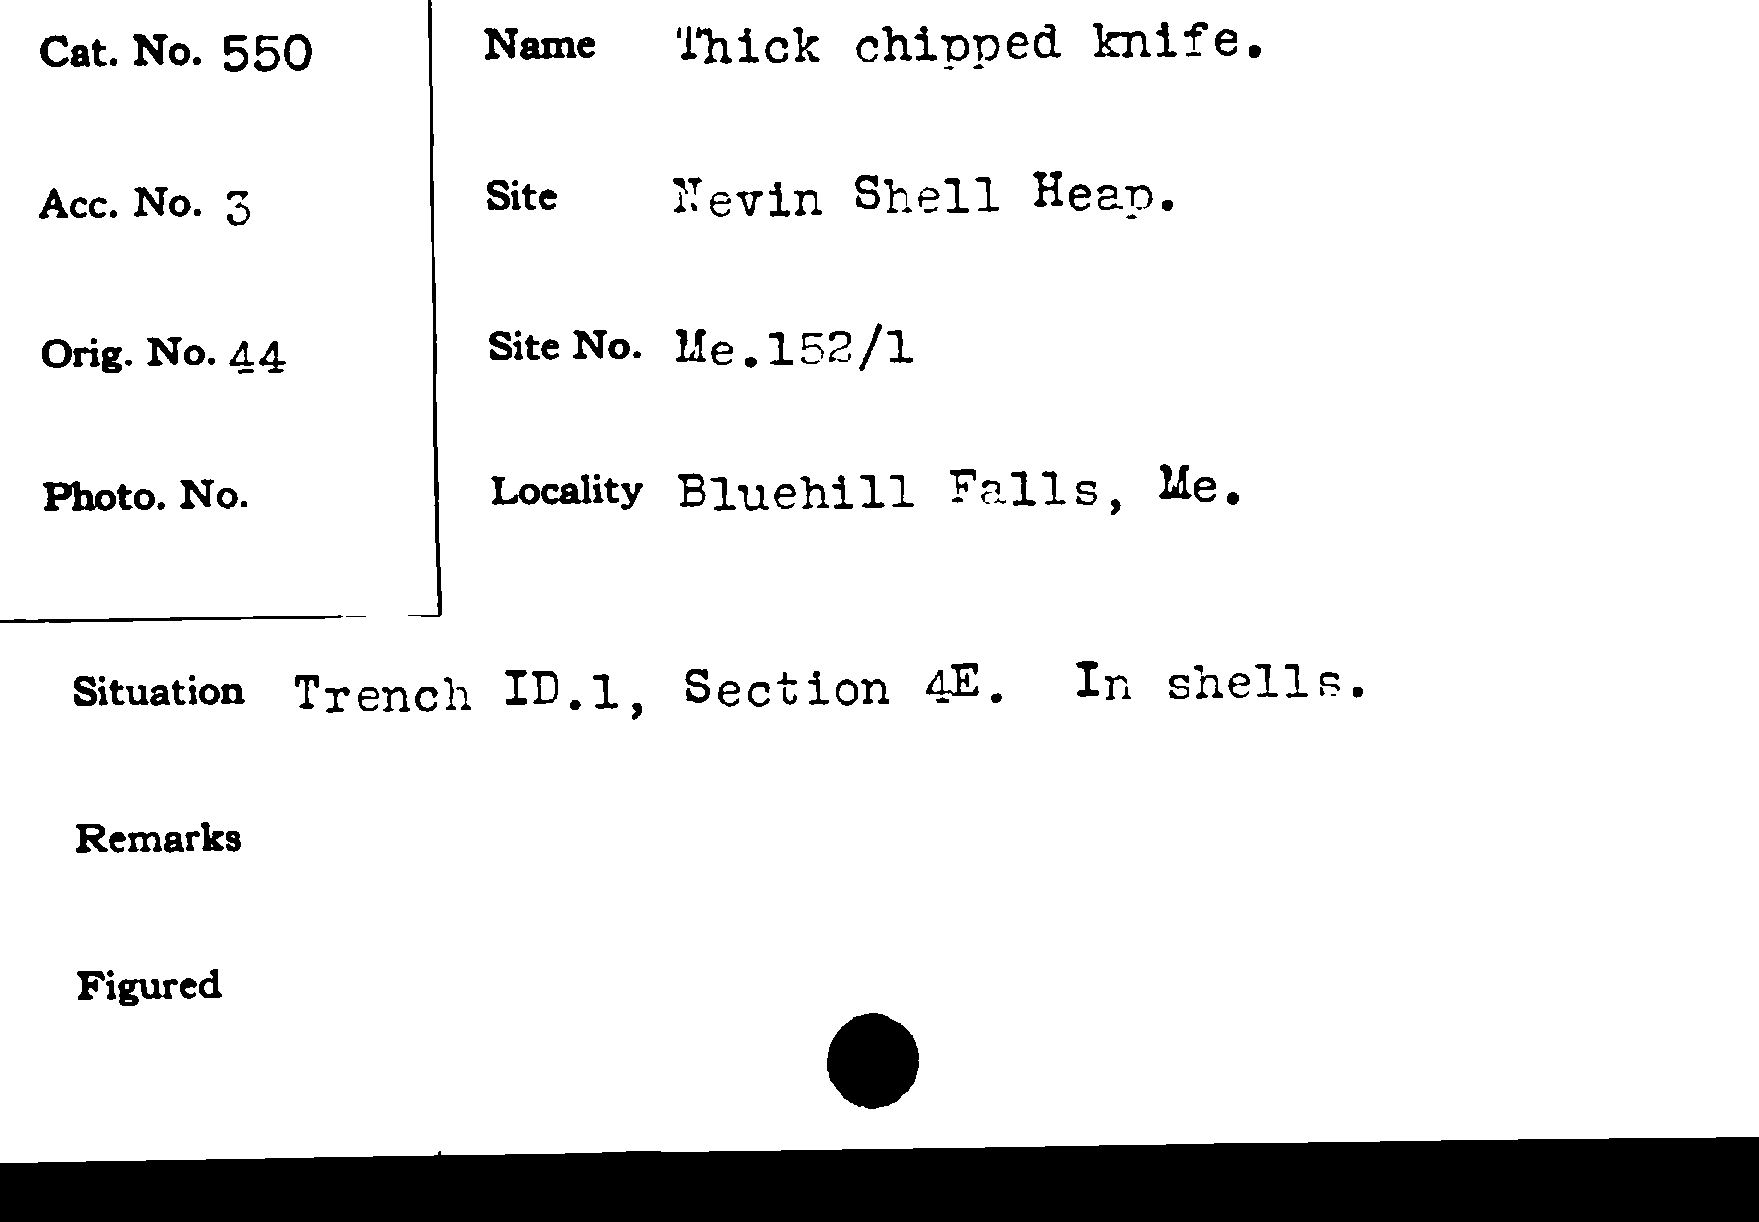 Cat. No. 550
Name Thick chipped knife.
Acc. No. 3
Site Nevin Shell Heap.
Orig. No. 44
Site No. Me.152/1
Photo. No.
Locality Bluehill Falls, Me.
Situation Trench ID.1, Section 4E. In shells.
Remarks
Figured